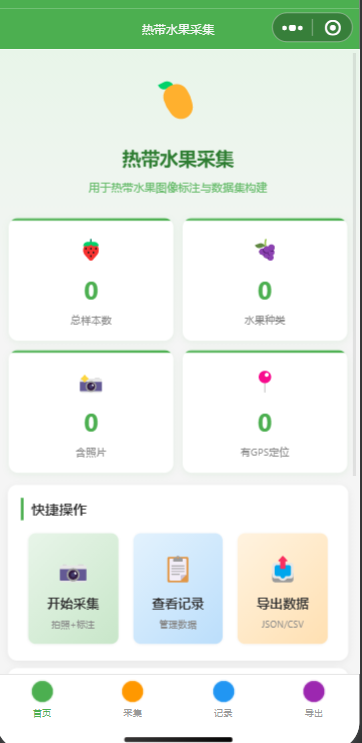 热带水果采集
热带水果采集
用于热带水果图像标注与数据集构建
0
总样本数
0
水果种类
0
含照片
0
有GPS定位
快捷操作
开始采集
拍照+标注
查看记录
管理数据
导出数据
JSON/CSV
首页
采集
记录
导出